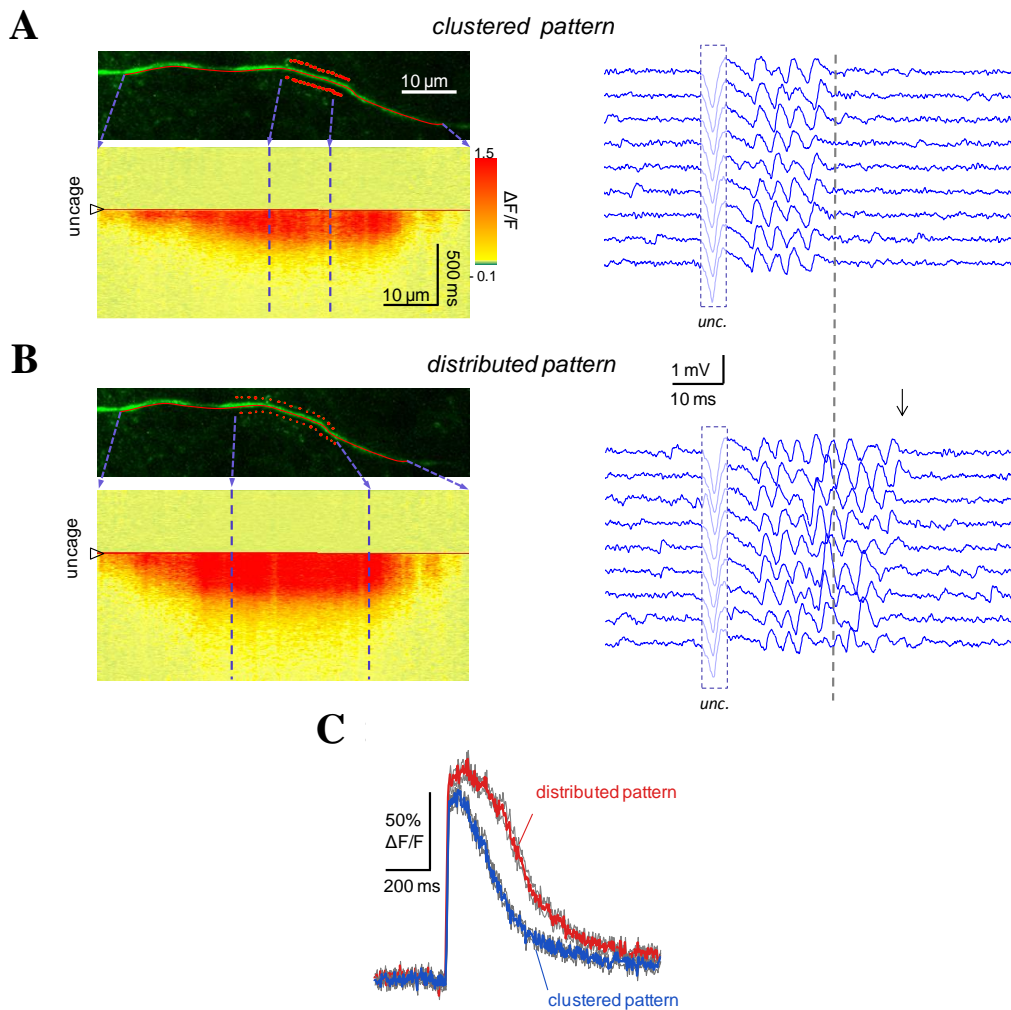 A
clustered pattern
10 µm
1.5
ΔF/F
- 0.1
uncage
500 ms
10 µm
unc.
B
distributed pattern
1 mV
10 ms
uncage
unc.
C
distributed pattern
50%
ΔF/F
200 ms
clustered pattern